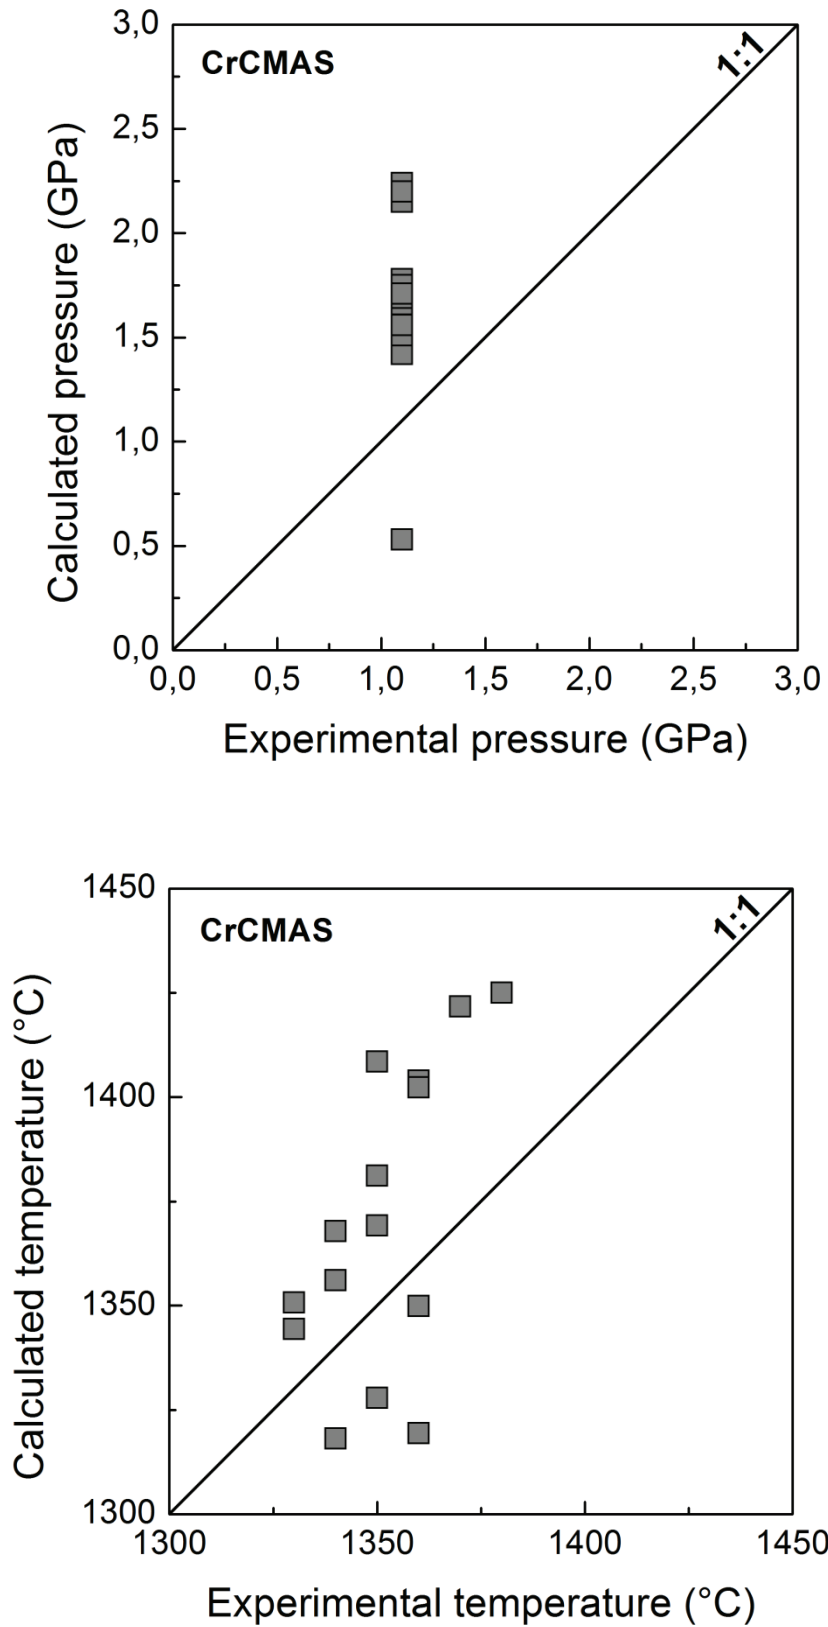 3,0
CrCMAS
1:1
2,5
2,0
1,5
1,0
0,5
0,0
Calculated pressure (GPa)
0,0 0,5 1,0 1,5 2,0 2,5 3,0
Experimental pressure (GPa)
1450
CrCMAS
1:1
1400
1350
1300
Calculated temperature (°C)
1300 1350 1400 1450
Experimental temperature (°C)